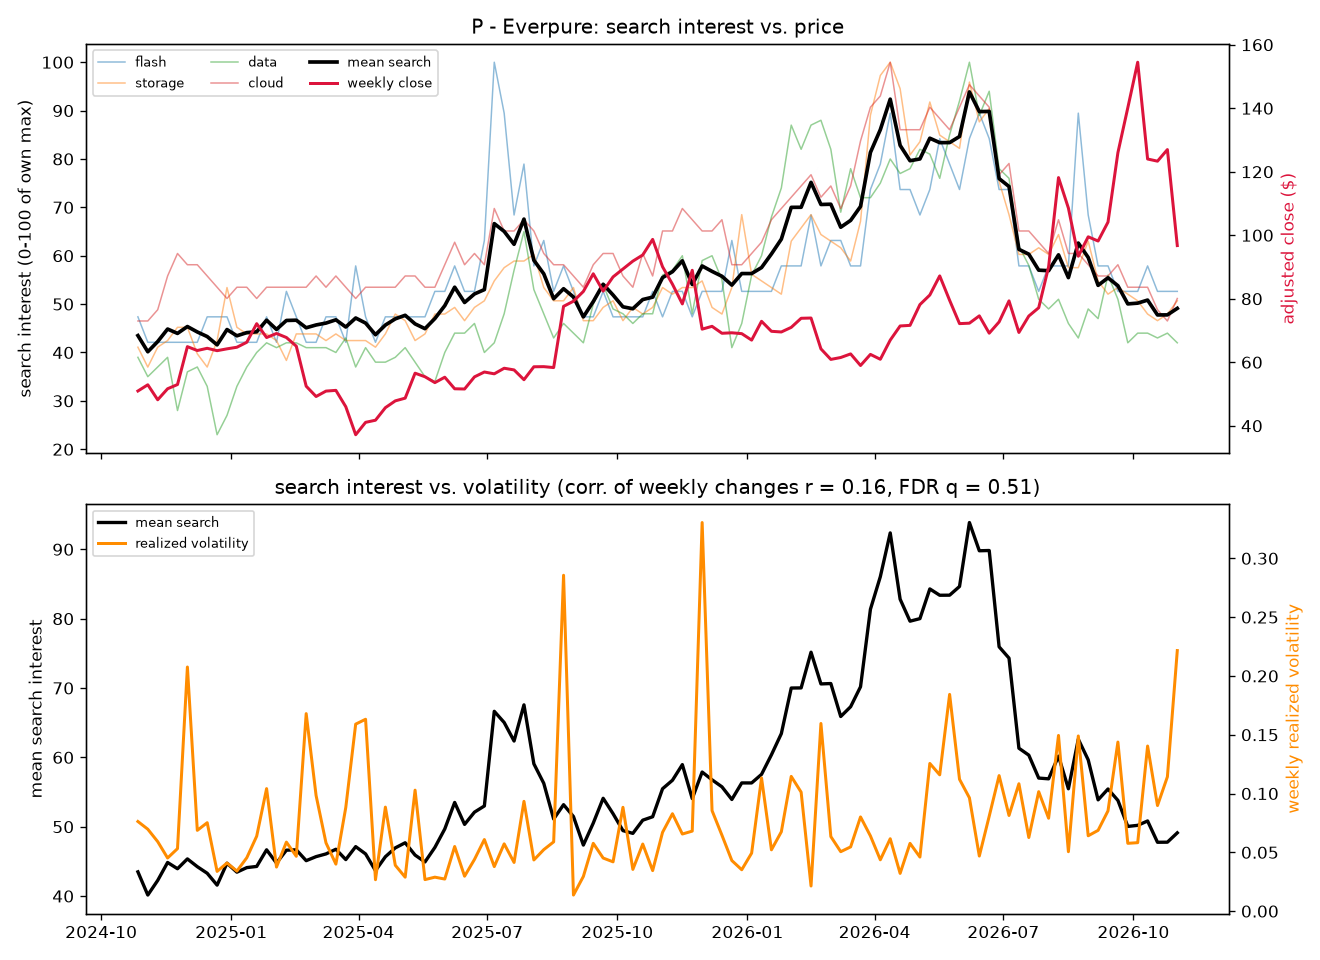 P - Everpure: search interest vs. price
flash
storage
data
cloud
mean search
weekly close
search interest (0-100 of own max)
100
90
80
70
60
50
40
30
20
160
140
120
100
80
60
40
adjusted close ($)
search interest vs. volatility (corr. of weekly changes r = 0.16, FDR q = 0.51)
mean search
realized volatility
mean search interest
90
80
70
60
50
40
0.30
0.25
0.20
0.15
0.10
0.05
0.00
weekly realized volatility
2024-10 2025-01 2025-04 2025-07 2025-10 2026-01 2026-04 2026-07 2026-10